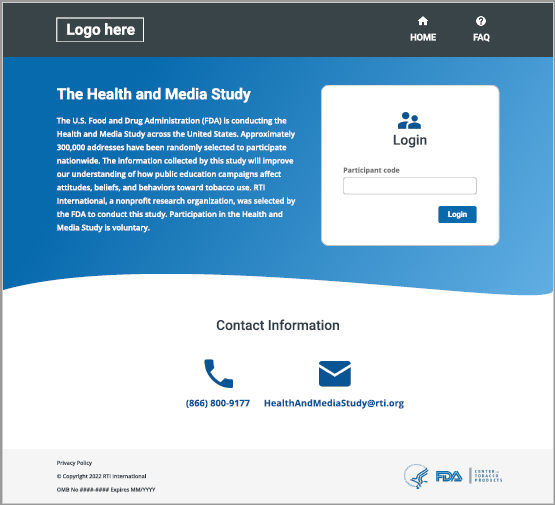 Logo here
HOME
FAQ
The Health and Media Study
The U.S. Food and Drug Administration (FDA) is conducting the
Health and Media Study across the United States. Approximately
300,000 addresses have been randomly selected to participate
nationwide. The information collected by this study will improve
our understanding of how public education campaigns affect
attitudes, beliefs, and behaviors toward tobacco use. RTI
International, a nonprofit research organization, was selected by
the FDA to conduct this study. Participation in the Health and
Media Study is voluntary.
Login
Participant code
Login
Contact Information
(866) 800-9177
HealthAndMediaStudy@rti.org
Privacy Policy
© Copyright 2022 RTI International
OMB No ####-#### Expires MM/YYYY
FDA
CENTER FOR
TOBACCO
PRODUCTS